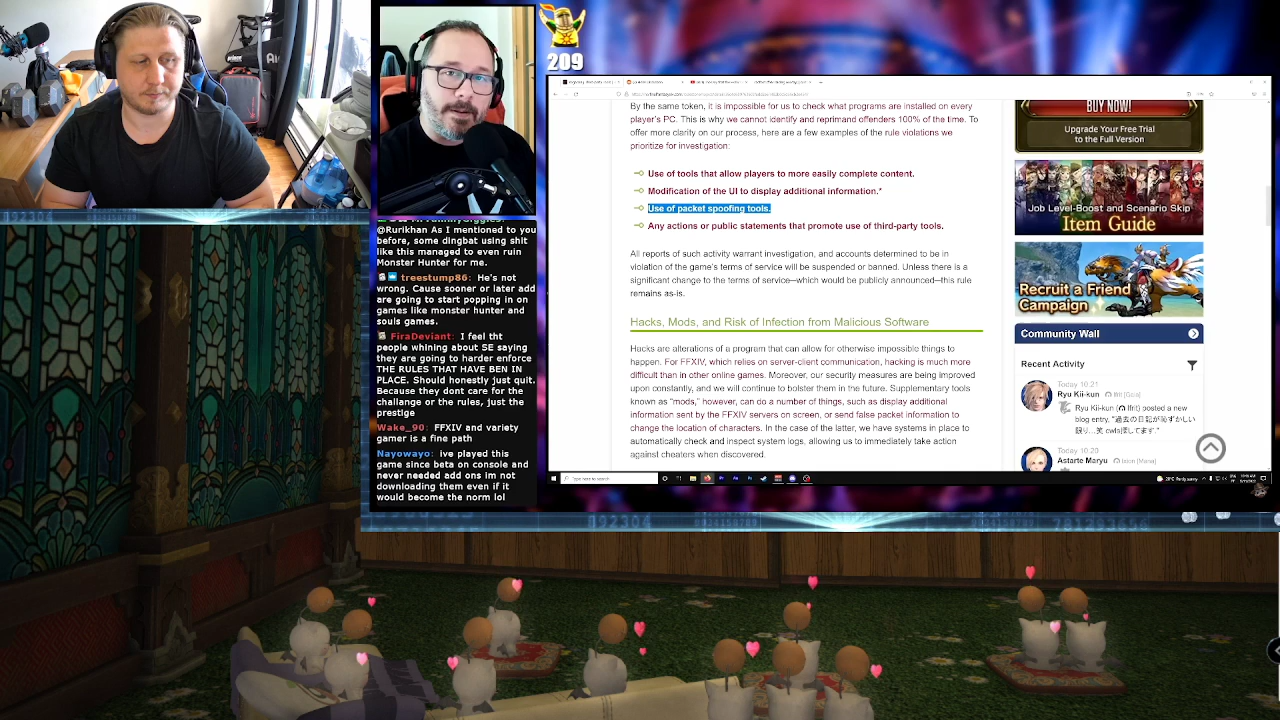 209
By the same token, it is impossible for us to check what programs are installed on every
player's PC. This is why we cannot identify and reprimand offenders 100% of the time. To
offer more clarity on our process, here are a few examples of the rule violations we
prioritize for investigation:
Use of tools that allow players to more easily complete content.
Modification of the UI to display additional information.*
Use of packet spoofing tools.
Any actions or public statements that promote use of third-party tools.
All reports of such activity warrant investigation, and accounts determined to be in
violation of the game's terms of service will be suspended or banned. Unless there is a
significant change to the terms of service—which would be publicly announced—this rule
remains as-is.
Hacks, Mods, and Risk of Infection from Malicious Software
Hacks are alterations of a program that can allow for otherwise impossible things to
happen. For FFXIV, which relies on server-client communication, hacking is much more
difficult than in other online games. Moreover, our security measures are being improved
upon constantly, and we will continue to bolster them in the future. Supplementary tools
known as "mods," however, can do a number of things, such as display additional
information sent by the FFXIV servers on screen, or send false packet information to
change the location of characters. In the case of the latter, we have systems in place to
automatically check and inspect system logs, allowing us to immediately take action
against cheaters when discovered.
BUY NOW!
Upgrade Your Free Trial
to the Full Version
Job Level-Boost and Scenario Skip
Item Guide
Recruit a Friend
Campaign
Community Wall
Recent Activity
Today 10.21
Ryu Kii-kun
Ryu Kii-kun (Ifrit) posted a new
blog entry,
Today 10.20
Astarte Maryu
@Rurikhan As I mentioned to you
before, some dingbat using shit
like this managed to even ruin
Monster Hunter for me.
treestump86: He's not
wrong. Cause sooner or later add
are going to start popping in on
games like monster hunter and
souls games.
FiraDeviant: I feel tht
people whining about SE saying
they are going to harder enforce
THE RULES THAT HAVE BEN IN
PLACE. Should honestly just quit.
Because they dont care for the
challange or the rules, just the
prestige
Wake_90: FFXIV and variety
gamer is a fine path
Nayowayo: ive played this
game since beta on console and
never needed add ons im not
downloading them even if it
would become the norm lol
Type here to search
892304